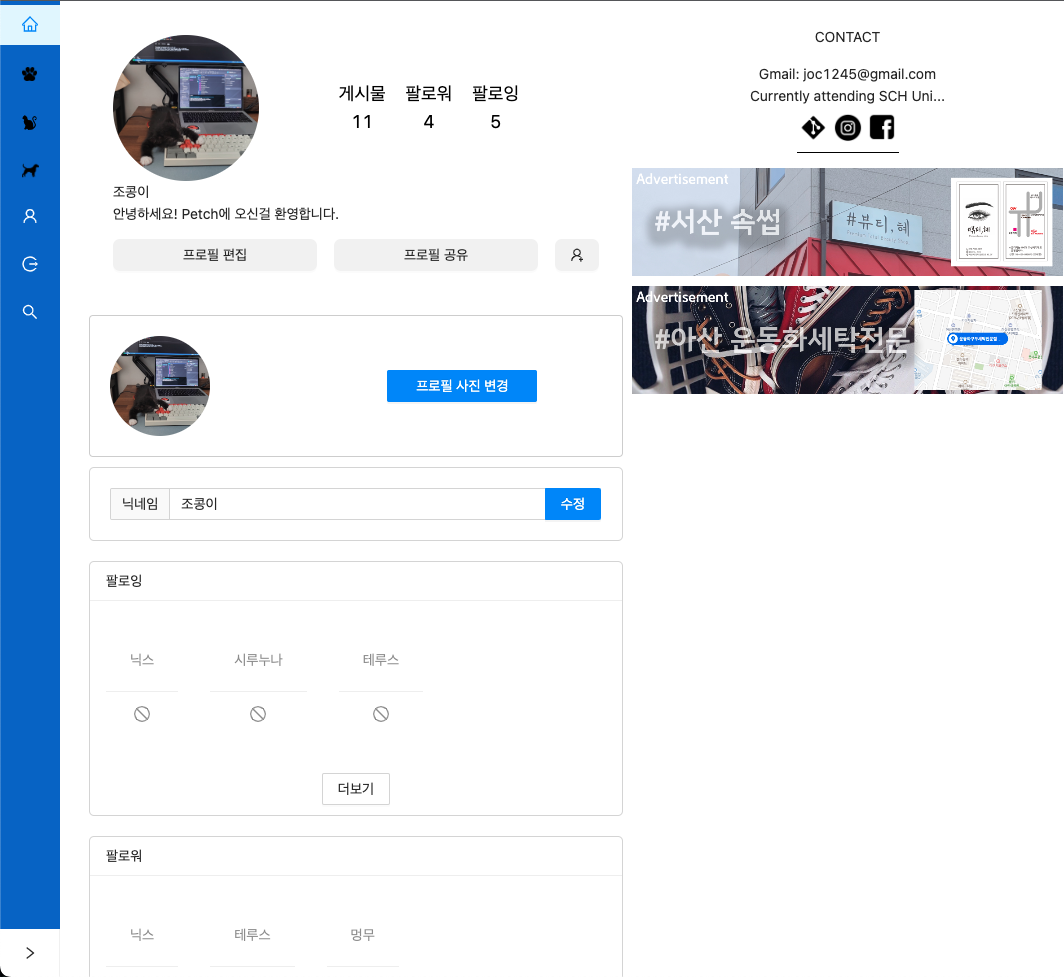 게시물 팔로워 팔로잉
11 4 5
조콩이
안녕하세요! Petch에 오신걸 환영합니다.
프로필 편집
프로필 공유
프로필 사진 변경
닉네임
조콩이
수정
팔로잉
닉스 시루누나 테루스
더보기
팔로워
닉스 테루스 멍무
CONTACT
Gmail: joc1245@gmail.com
Currently attending SCH Uni...
Advertisement
#서산 속썹
#뷰티,혜
Advertisement
#아산 운동화세탁전문